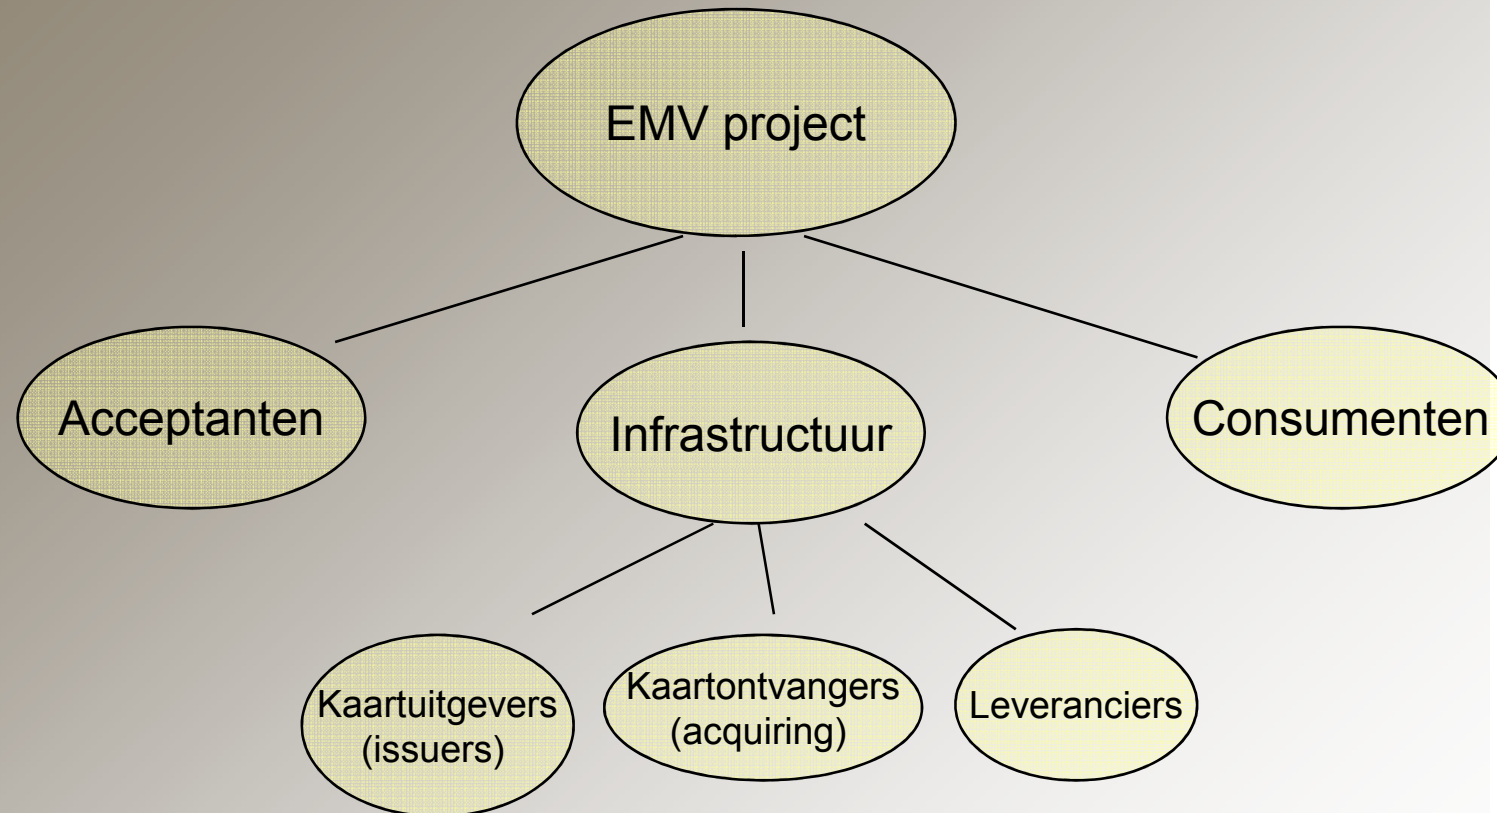 EMV project
Acceptanten
Infrastructuur
Consumenten
Kaartuitgevers
(issuers)
Kaartontvangers
(acquiring)
Leveranciers